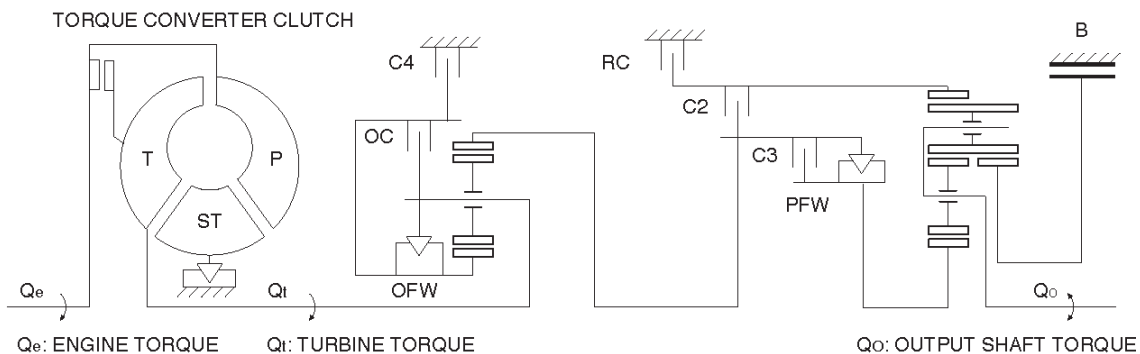 TORQUE CONVERTER CLUTCH
C4
RC
B
C2
OC
C3
T
P
PFW
ST
OFW
Qe
Qt
QO
Qe: ENGINE TORQUE
Qt: TURBINE TORQUE
QO: OUTPUT SHAFT TORQUE